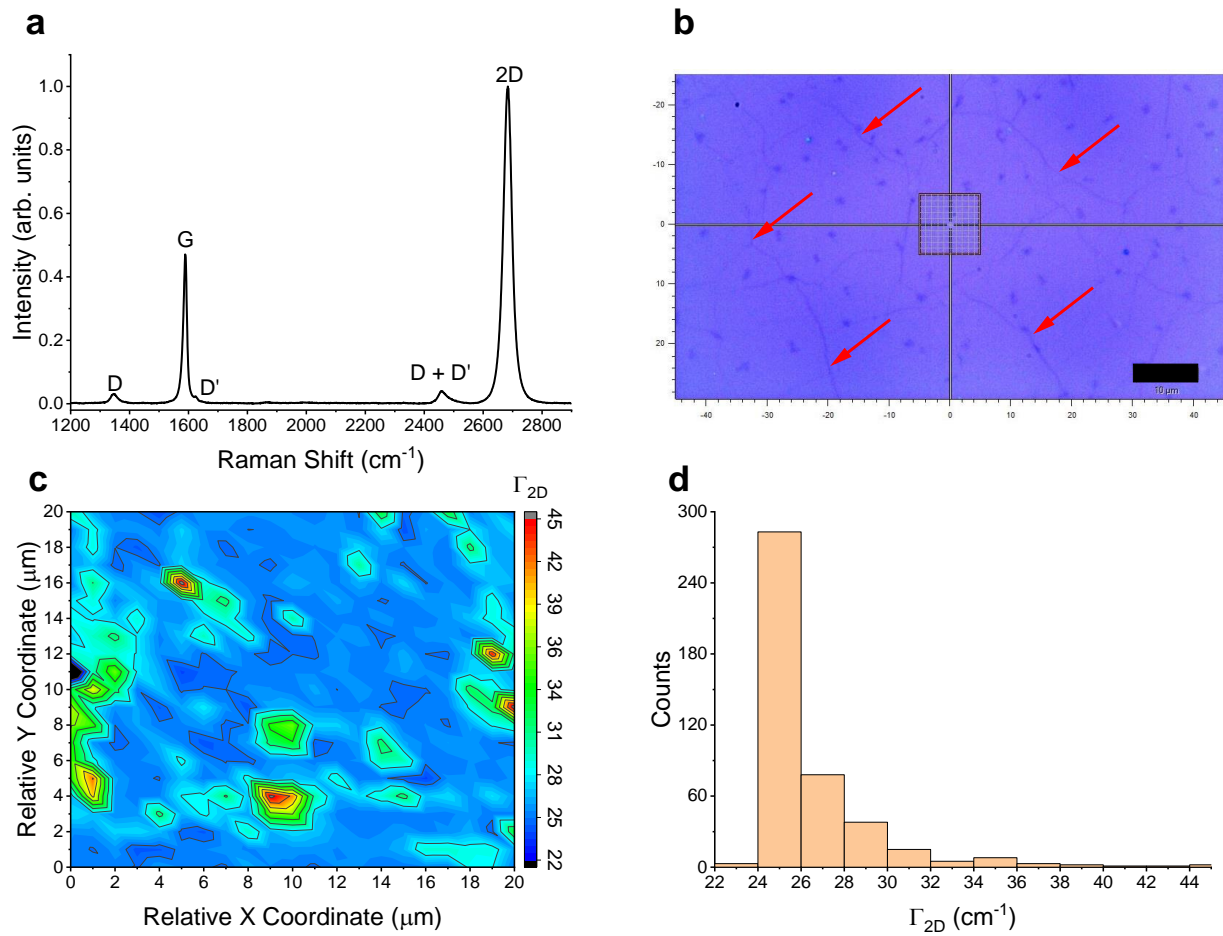 a
1.0
0.8
0.6
0.4
0.2
0.0
Intensity (arb. units)
D
G
D'
D + D'
2D
1200 1400 1600 1800 2000 2200 2400 2600 2800
Raman Shift (cm-1)
b
-20
-10
0
10
20
-40 -30 -20 -10 0 10 20 30 40
10 µm
c
Γ2D
20
18
16
14
12
10
8
6
4
2
0
Relative Y Coordinate (µm)
0 2 4 6 8 10 12 14 16 18 20
Relative X Coordinate (µm)
45
42
39
36
34
31
28
25
22
d
300
240
180
120
60
0
Counts
22 24 26 28 30 32 34 36 38 40 42 44
Γ2D (cm-1)